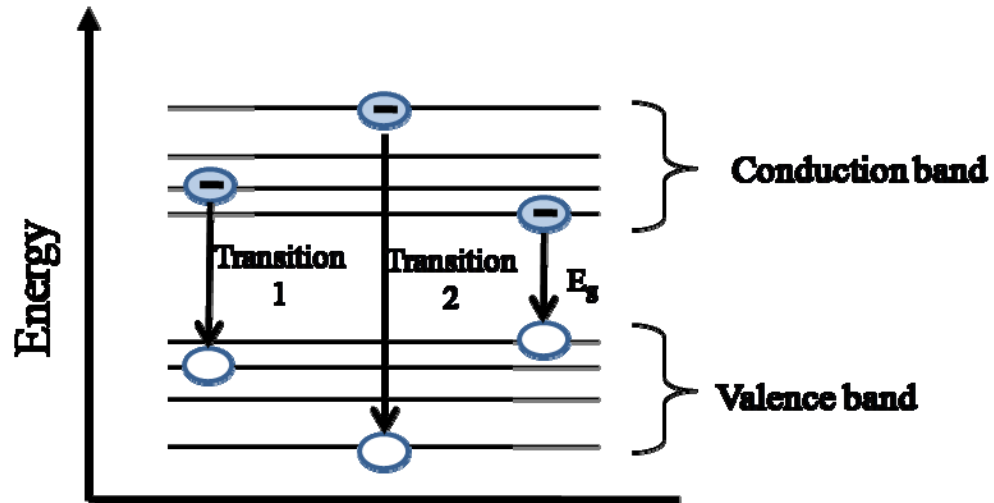 Energy
Conduction band
Transition
1
Transition
2
Eg
Valence band